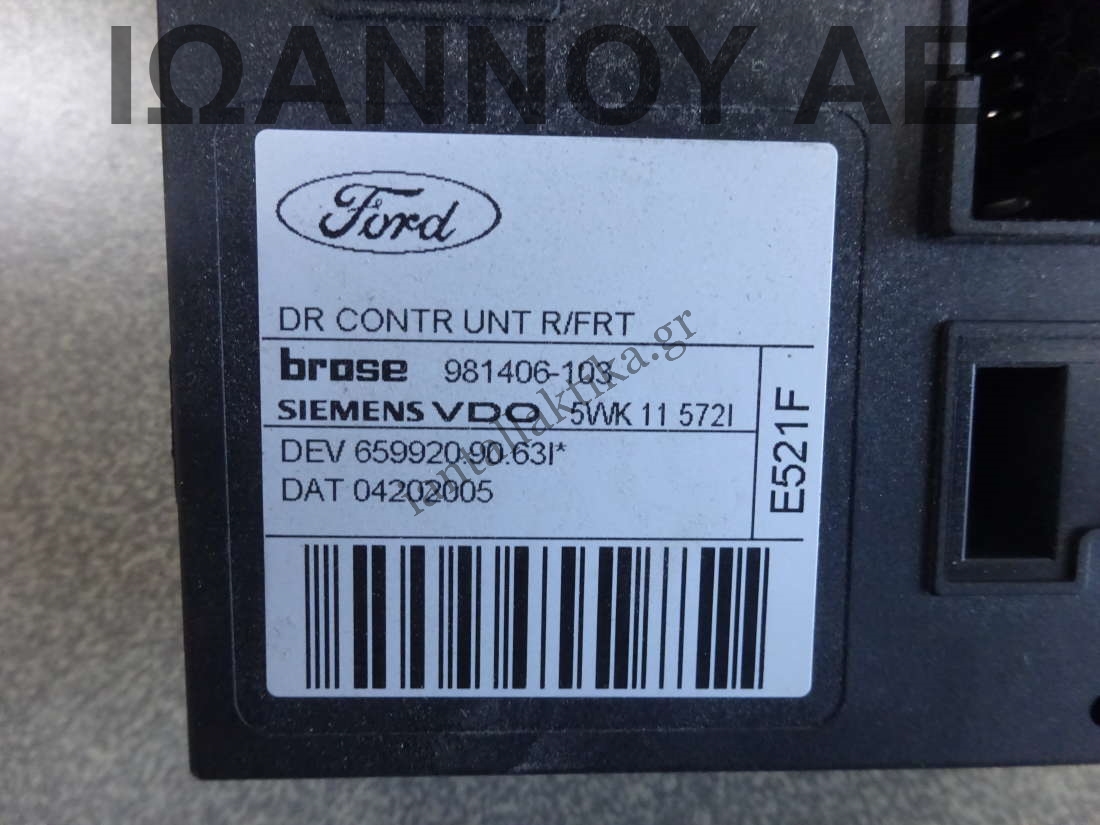 ΙΩΑΝΝΟΥ ΑΕ
Ford
DR CONTR UNT R/FRT
brose 981406-103
SIEMENS VDO 5WK 11 572I
DEV 659920.90.63I*
DAT 04202005
E521F
iantallaktika.gr